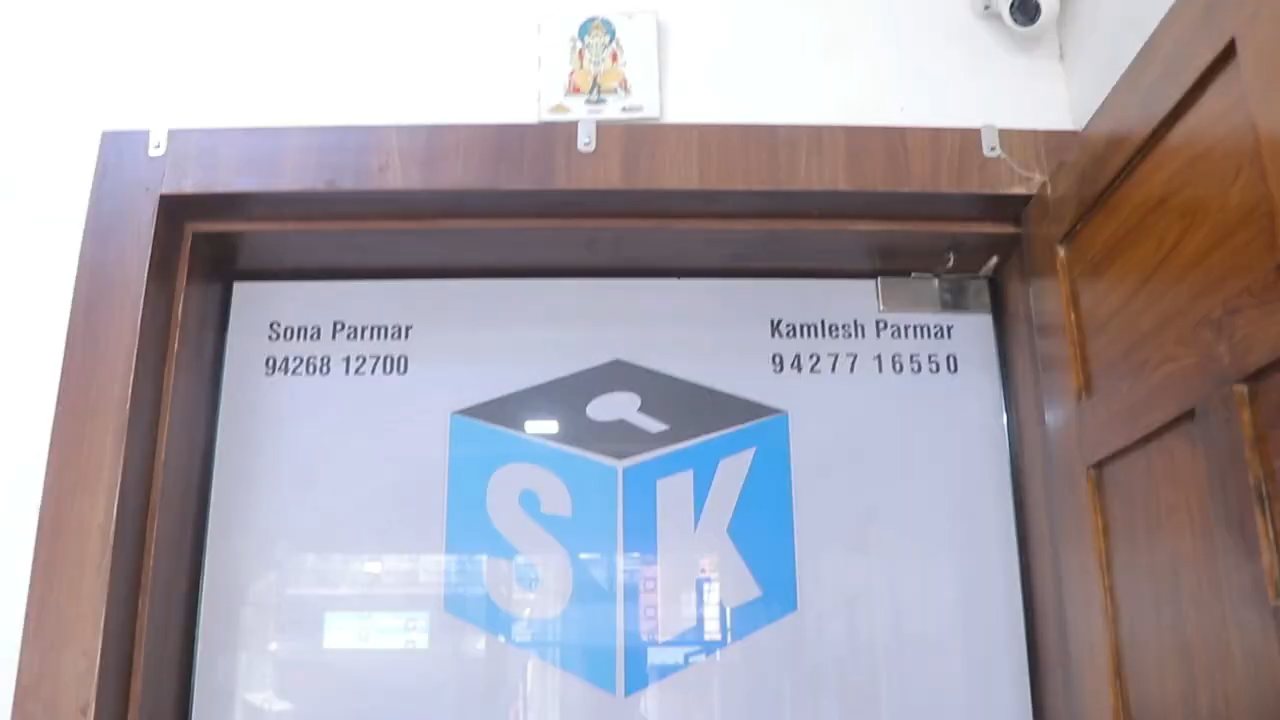 Sona Parmar
94268 12700
Kamlesh Parmar
94277 16550
SK